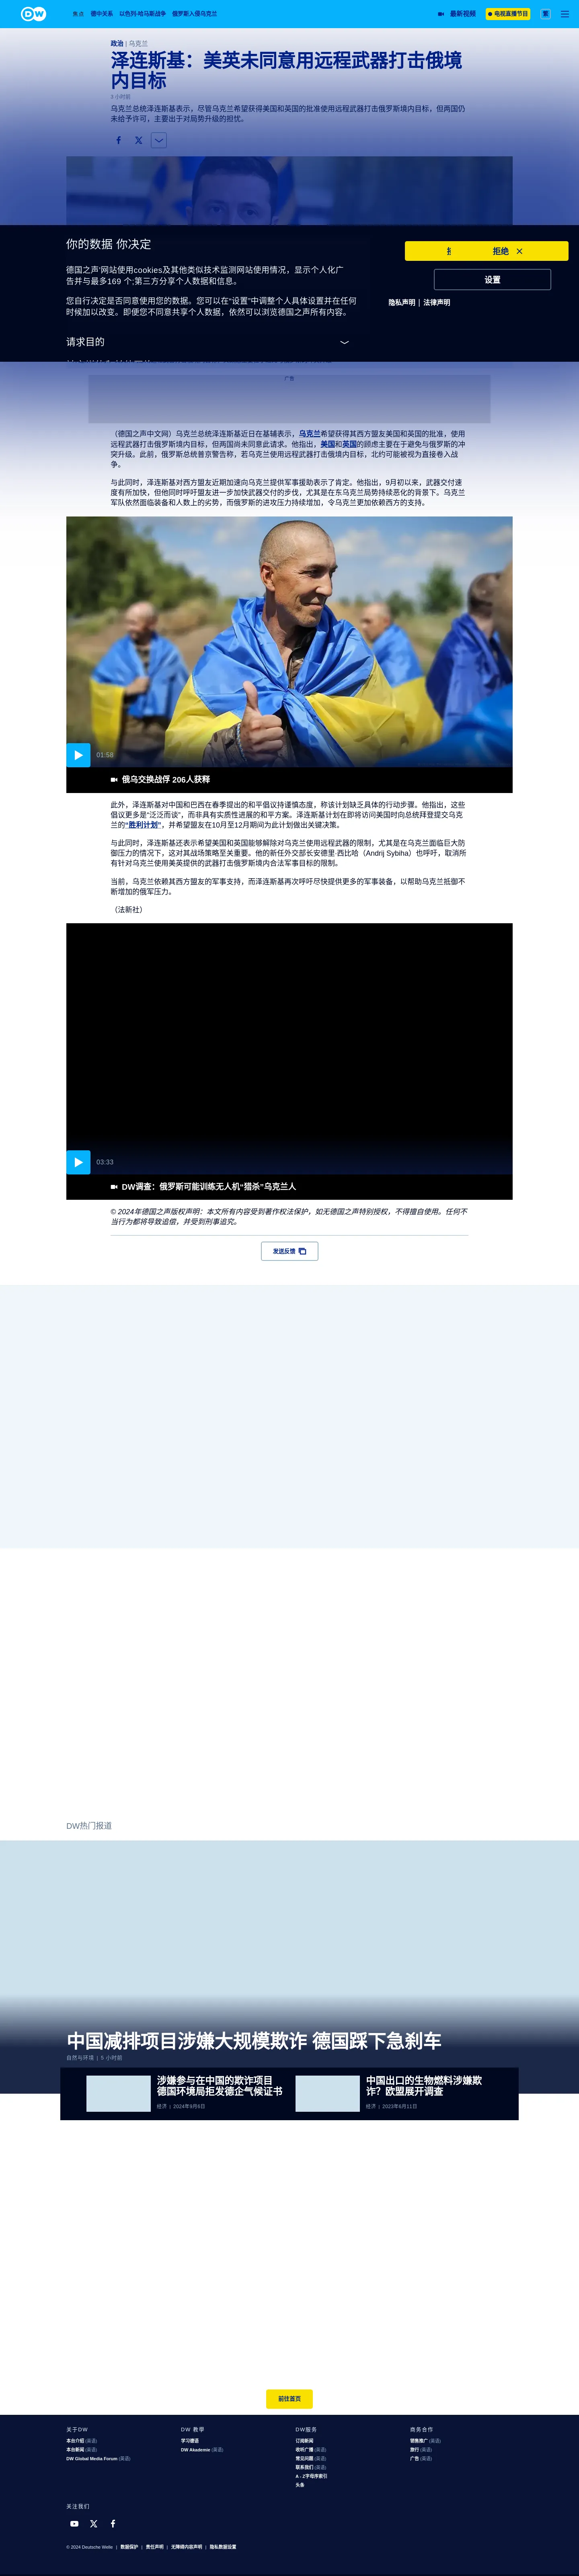 DW
焦点 德中关系 以色列-哈马斯战争 俄罗斯入侵乌克兰
最新视频 电视直播节目 繁
政治 | 乌克兰
泽连斯基：美英未同意用远程武器打击俄境
内目标
3 小时前
乌克兰总统泽连斯基表示，尽管乌克兰希望获得美国和英国的批准使用远程武器打击俄罗斯境内目标，但两国仍
未给予许可，主要出于对局势升级的担忧。
你的数据 你决定
德国之声'网站使用cookies及其他类似技术监测网站使用情况，显示个人化广
告并与最多169 个;第三方分享个人数据和信息。
您自行决定是否同意使用您的数据。您可以在“设置”中调整个人具体设置并在任何
时候加以改变。即便您不同意共享个人数据，依然可以浏览德国之声所有内容。
请求目的
拒绝
设置
隐私声明 | 法律声明
广告
（德国之声中文网）乌克兰总统泽连斯基近日在基辅表示，乌克兰希望获得其西方盟友美国和英国的批准，使用
远程武器打击俄罗斯境内目标，但两国尚未同意此请求。他指出，美国和英国的顾虑主要在于避免与俄罗斯的冲
突升级。此前，俄罗斯总统普京警告称，若乌克兰使用远程武器打击俄境内目标，北约可能被视为直接卷入战
争。
与此同时，泽连斯基对西方盟友近期加速向乌克兰提供军事援助表示了肯定。他指出，9月初以来，武器交付速
度有所加快，但他同时呼吁盟友进一步加快武器交付的步伐，尤其是在东乌克兰局势持续恶化的背景下。乌克兰
军队依然面临装备和人数上的劣势，而俄罗斯的进攻压力持续增加，令乌克兰更加依赖西方的支持。
01:58
俄乌交换战俘 206人获释
此外，泽连斯基对中国和巴西在春季提出的和平倡议持谨慎态度，称该计划缺乏具体的行动步骤。他指出，这些
倡议更多是“泛泛而谈”，而非具有实质性进展的和平方案。泽连斯基计划在即将访问美国时向总统拜登提交乌克
兰的“胜利计划”，并希望盟友在10月至12月期间为此计划做出关键决策。
与此同时，泽连斯基还表示希望美国和英国能够解除对乌克兰使用远程武器的限制，尤其是在乌克兰面临巨大防
御压力的情况下，这对其战场策略至关重要。他的新任外交部长安德里·西比哈（Andrij Sybiha）也呼吁，取消所
有针对乌克兰使用美英提供的武器打击俄罗斯境内合法军事目标的限制。
当前，乌克兰依赖其西方盟友的军事支持，而泽连斯基再次呼吁尽快提供更多的军事装备，以帮助乌克兰抵御不
断增加的俄军压力。
（法新社）
03:33
DW调查：俄罗斯可能训练无人机“猎杀”乌克兰人
© 2024年德国之声版权声明：本文所有内容受到著作权法保护，如无德国之声特别授权，不得擅自使用。任何不
当行为都将导致追偿，并受到刑事追究。
发送反馈
DW热门报道
中国减排项目涉嫌大规模欺诈 德国踩下急刹车
自然与环境 | 5 小时前
涉嫌参与在中国的欺诈项目
德国环境局拒发德企气候证书
经济 | 2024年9月6日
中国出口的生物燃料涉嫌欺
诈？欧盟展开调查
经济 | 2023年6月11日
前往首页
关于DW
本台介绍 (英语)
本台新闻 (英语)
DW Global Media Forum (英语)
DW 教學
学习德语
DW Akademie (英语)
DW服务
订阅新闻
收听广播 (英语)
常见问题 (英语)
联系我们 (英语)
A - Z字母序索引
头条
商务合作
销售推广 (英语)
旅行 (英语)
广告 (英语)
关注我们
© 2024 Deutsche Welle | 数据保护 | 责任声明 | 无障碍内容声明 | 隐私数据设置